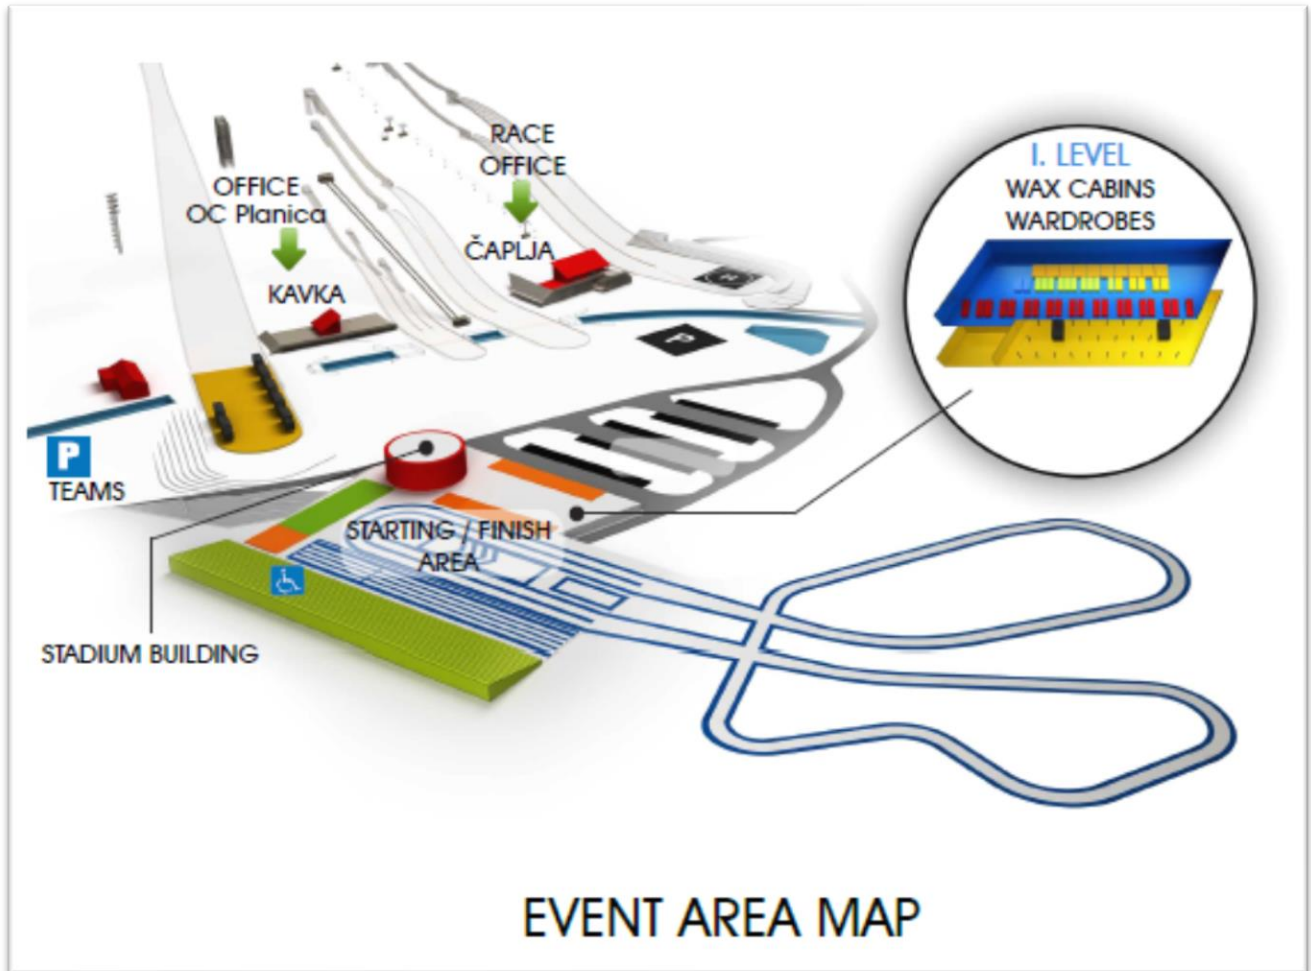 RACE
OFFICE
OFFICE
OC Planica
ČAPLJA
KAVKA
I. LEVEL
WAX CABINS
WARDROBES
P
P
TEAMS
STARTING / FINISH
AREA
STADIUM BUILDING
EVENT AREA MAP